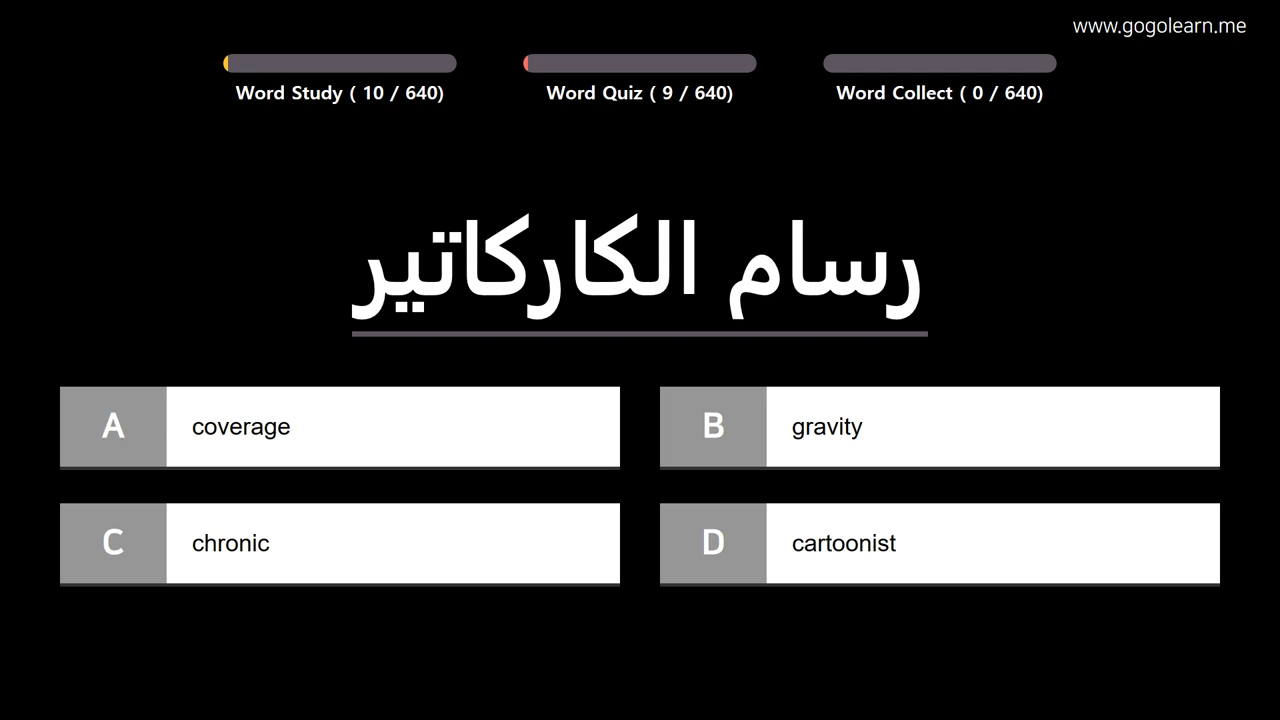 www.gogolearn.me
Word Study ( 10 / 640)
Word Quiz ( 9 / 640)
Word Collect ( 0 / 640)
رسام الكاركاتير
A coverage
B gravity
C chronic
D cartoonist